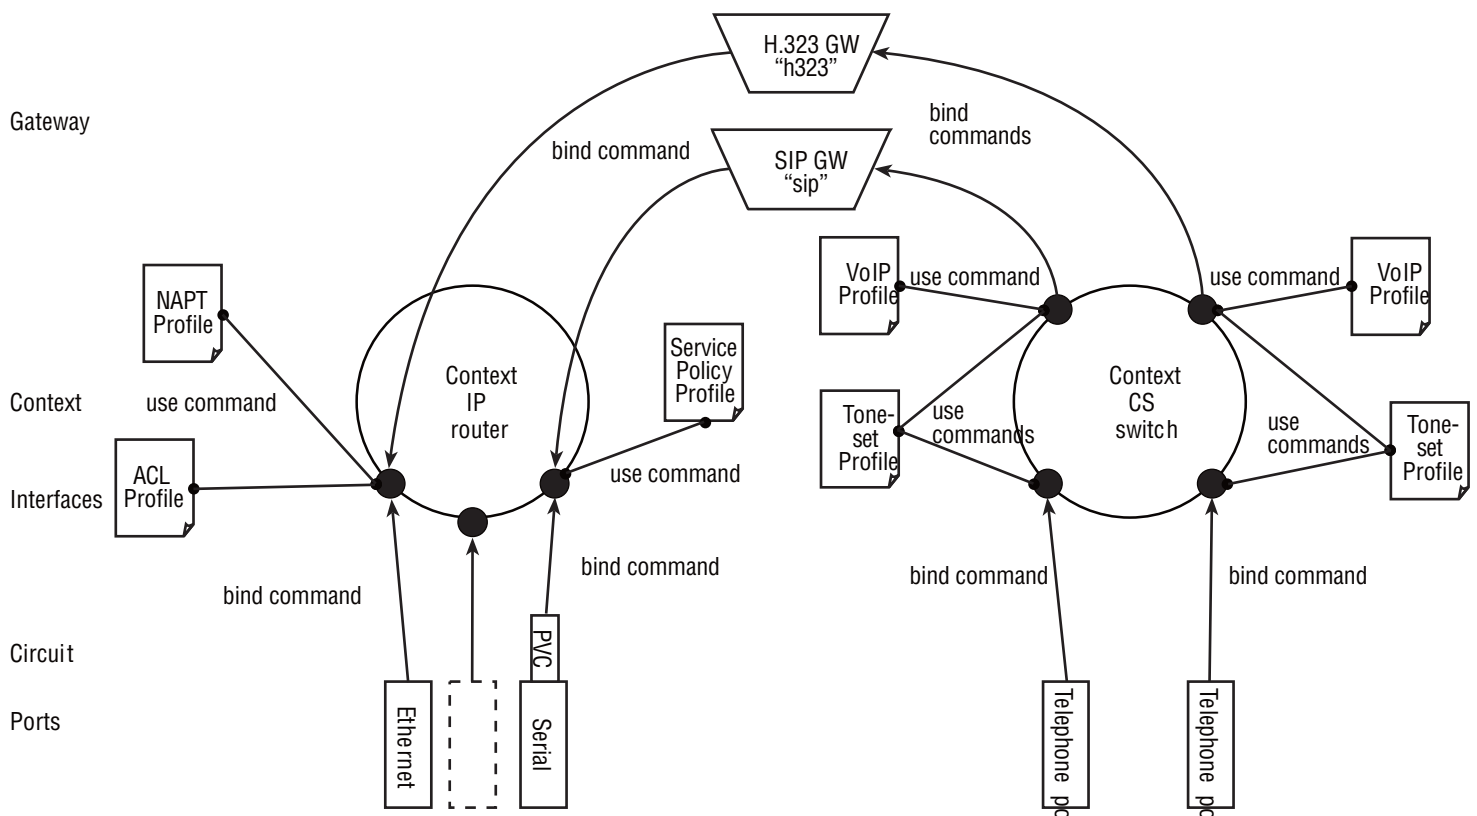 H.323 GW
“h323”
Gateway
bind
commands
bind command
SIP GW
“sip”
VoIP
Profile
use command
use command
VoIP
Profile
NAPT
Profile
Service
Policy
Profile
Context
IP
router
Context
CS
switch
Context
use command
Tone-
set
Profile
use
commands
use
commands
Tone-
set
Profile
use command
ACL
Profile
Interfaces
bind command
bind command
bind command
bind command
Circuit
PVC
Ports
Ethernet
Serial
Telephone
Telephone